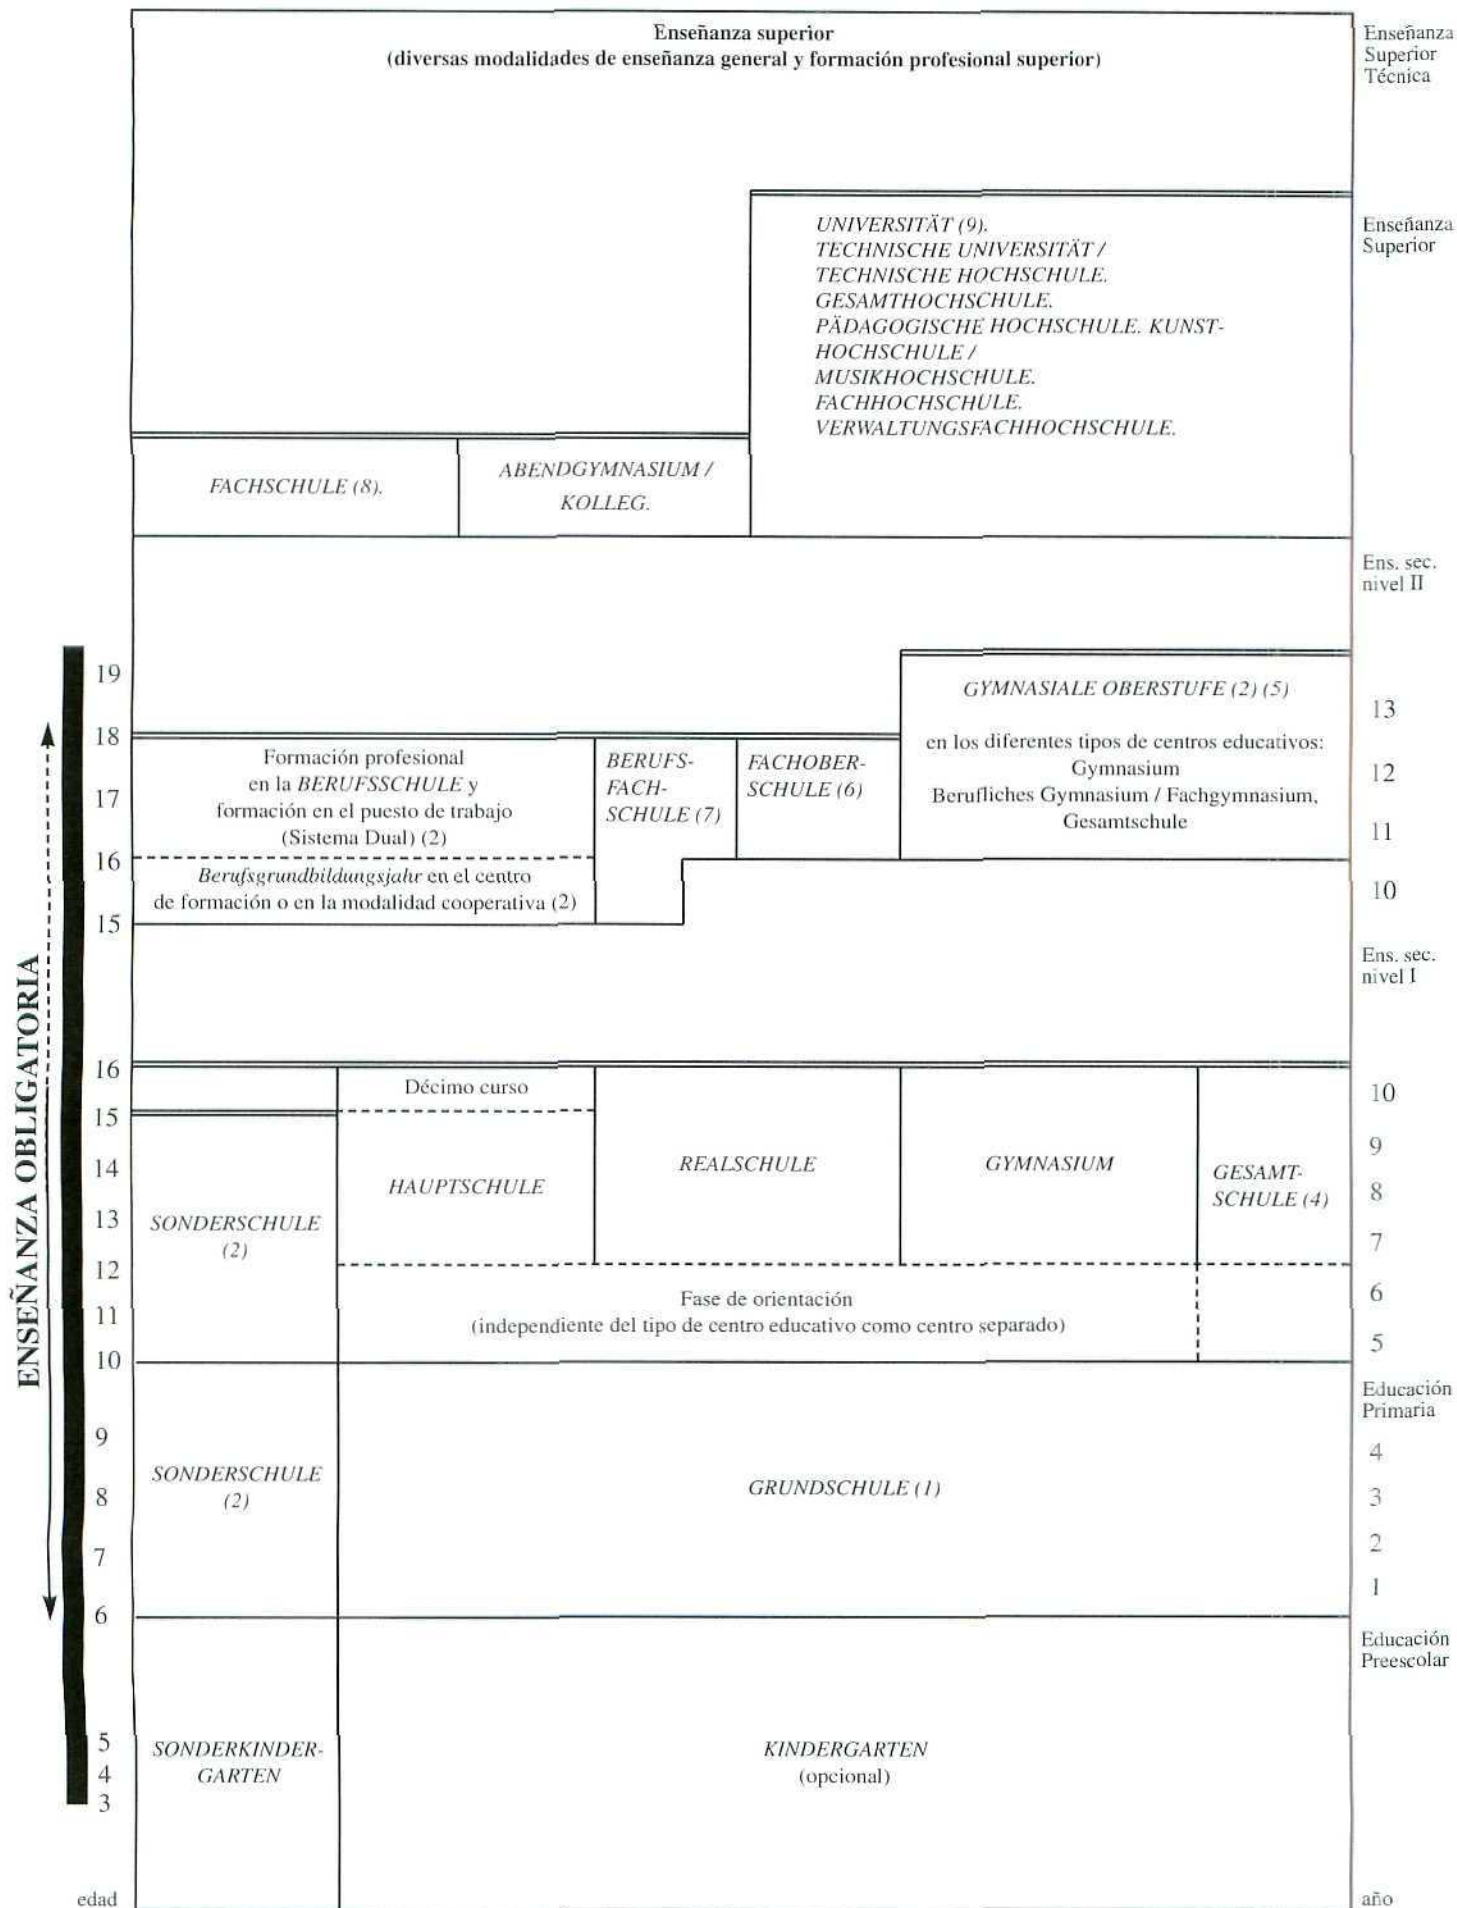 Enseñanza superior
(diversas modalidades de enseñanza general y formación profesional superior)
Enseñanza
Superior
Técnica
UNIVERSITÄT (9).
TECHNISCHE UNIVERSITÄT /
TECHNISCHE HOCHSCHULE.
GESAMTHOCHSCHULE.
PÄDAGOGISCHE HOCHSCHULE. KUNST-
HOCHSCHULE /
MUSIKHOCHSCHULE.
FACHHOCHSCHULE.
VERWALTUNGSFACHHOCHSCHULE.
Enseñanza
Superior
FACHSCHULE (8).
ABENDGYMNASIUM /
KOLLEG.
Ens. sec.
nivel II
19
18
17
16
15
Formación profesional
en la BERUFSSCHULE y
formación en el puesto de trabajo
(Sistema Dual) (2)
Berufsgrundbildungsjahr en el centro
de formación o en la modalidad cooperativa (2)
BERUFS-
FACH-
SCHULE (7)
FACHOBER-
SCHULE (6)
GYMNASIALE OBERSTUFE (2) (5)
en los diferentes tipos de centros educativos:
Gymnasium
Berufliches Gymnasium / Fachgymnasium,
Gesamtschule
13
12
11
10
Ens. sec.
nivel I
ENSEÑANZA OBLIGATORIA
16
15
14
13
12
11
10
SONDERSCHULE
(2)
Décimo curso
HAUPTSCHULE
REALSCHULE
GYMNASIUM
GESAMT-
SCHULE (4)
Fase de orientación
(independiente del tipo de centro educativo como centro separado)
10
9
8
7
6
5
Educación
Primaria
9
8
7
6
SONDERSCHULE
(2)
GRUNDSCHULE (1)
4
3
2
1
Educación
Preescolar
5
4
3
SONDERKINDER-
GARTEN
KINDERGARTEN
(opcional)
edad
año